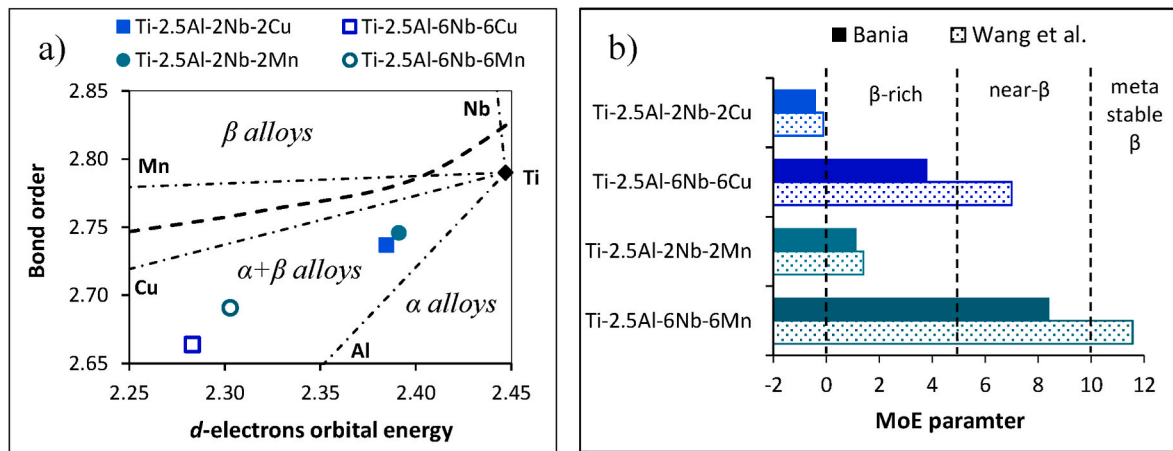 a)
Ti-2.5Al-2Nb-2Cu
Ti-2.5Al-6Nb-6Cu
Ti-2.5Al-2Nb-2Mn
Ti-2.5Al-6Nb-6Mn
2.85
2.80
2.75
2.70
2.65
Bond order
Nb
β alloys
Mn
Ti
α+β alloys
Cu
α alloys
Al
2.25
2.30
2.35
2.40
2.45
d-electrons orbital energy
b)
Bania
Wang et al.
β-rich
near-β
meta
stable
β
Ti-2.5Al-2Nb-2Cu
Ti-2.5Al-6Nb-6Cu
Ti-2.5Al-2Nb-2Mn
Ti-2.5Al-6Nb-6Mn
-2
0
2
4
6
8
10
12
MoE paramter